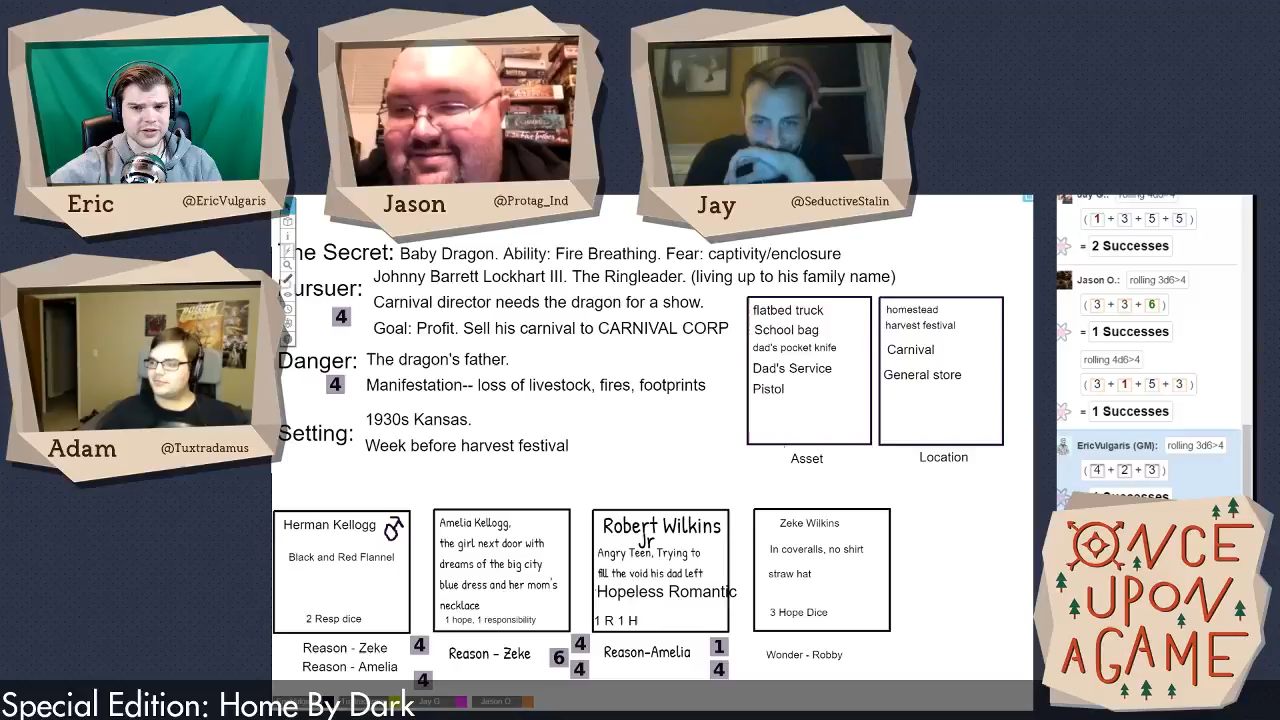 Eric
@EricVulgaris
Jason
@Protag_Ind
Jay
@SeductiveStalin
Adam
@Tuxtradamus
The Secret: Baby Dragon. Ability: Fire Breathing. Fear: captivity/enclosure
ursuer:
Johnny Barrett Lockhart III. The Ringleader. (living up to his family name)
4
Carnival director needs the dragon for a show.
Goal: Profit. Sell his carnival to CARNIVAL CORP
Danger:
The dragon's father.
4
Manifestation-- loss of livestock, fires, footprints
Setting:
1930s Kansas.
Week before harvest festival
flatbed truck
School bag
dad's pocket knife
Dad's Service
Pistol
Asset
homestead
harvest festival
Carnival
General store
Location
Herman Kellogg
Black and Red Flannel
2 Resp dice
Reason - Zeke
4
Reason - Amelia
4
Amelia Kellogg,
the girl next door with
dreams of the big city
blue dress and her mom's
necklace
1 hope, 1 responsibility
Reason - Zeke
6
4
4
Robert Wilkins
Jr
Angry Teen, Trying to
fill the void his dad left
Hopeless Romantic
1 R 1 H
Reason-Amelia
1
4
Zeke Wilkins
In coveralls, no shirt
straw hat
3 Hope Dice
Wonder - Robby
Jay G.: rolling 4d6>4
(1+3+5+5)
= 2 Successes
Jason O.: rolling 3d6>4
(3+3+6)
= 1 Successes
rolling 4d6>4
(3+1+5+3)
= 1 Successes
EricVulgaris (GM): rolling 3d6>4
(4+2+3)
Jay G
Jason O
ONCE
UPON
A GAME
Special Edition: Home By Dark